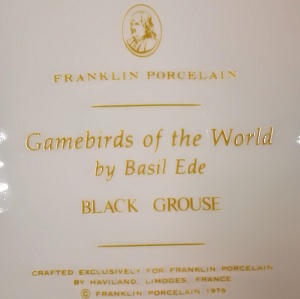 FRANKLIN PORCELAIN
Gamebirds of the World
by Basil Ede
BLACK GROUSE
CRAFTED EXCLUSIVELY FOR FRANKLIN PORCELAIN
BY HAVILAND, LIMOGES, FRANCE
© FRANKLIN PORCELAIN 1979